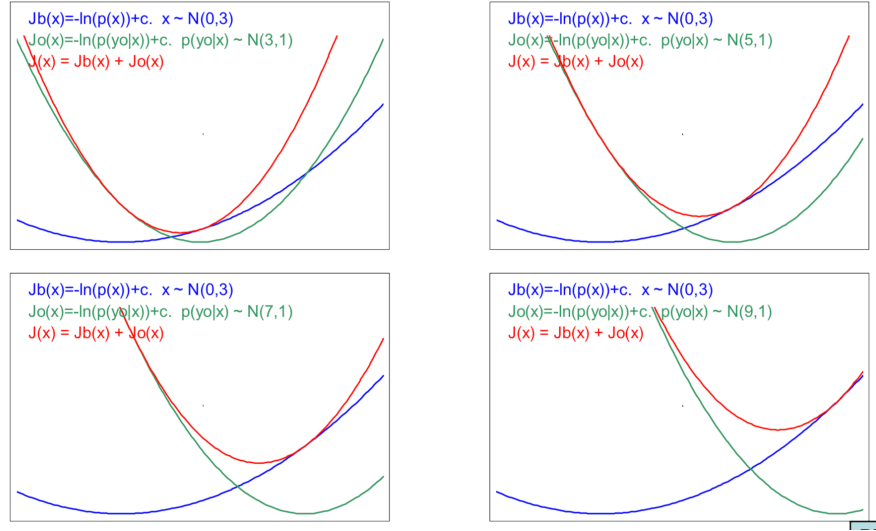 Jb(x)=-ln(p(x))+c.  x ~ N(0,3)
Jo(x)=-ln(p(yo|x))+c.  p(yo|x) ~ N(3,1)
J(x) = Jb(x) + Jo(x)
Jb(x)=-ln(p(x))+c.  x ~ N(0,3)
Jo(x)=-ln(p(yo|x))+c.  p(yo|x) ~ N(5,1)
J(x) = Jb(x) + Jo(x)
Jb(x)=-ln(p(x))+c.  x ~ N(0,3)
Jo(x)=-ln(p(yo|x))+c.  p(yo|x) ~ N(7,1)
J(x) = Jb(x) + Jo(x)
Jb(x)=-ln(p(x))+c.  x ~ N(0,3)
Jo(x)=-ln(p(yo|x))+c.  p(yo|x) ~ N(9,1)
J(x) = Jb(x) + Jo(x)